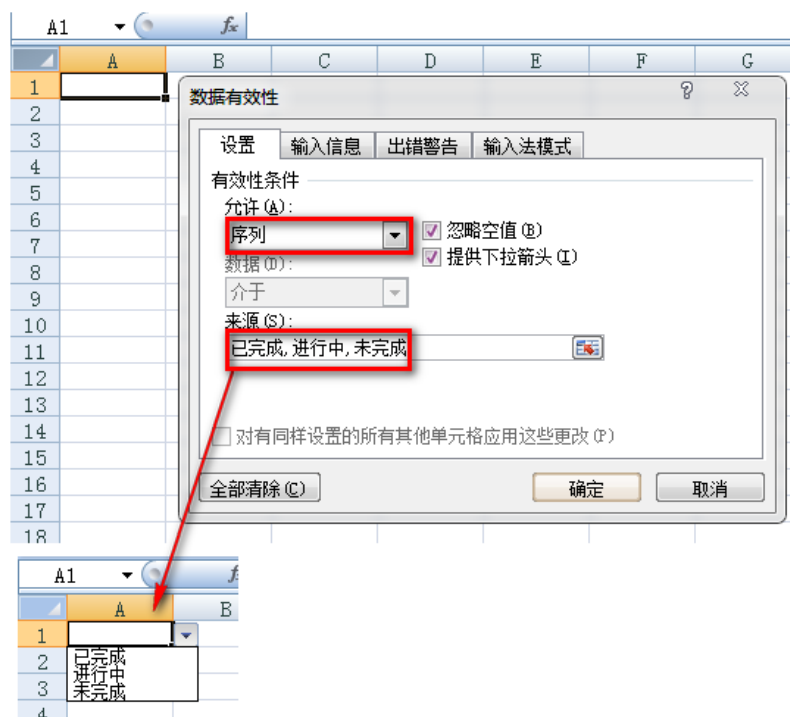 A1 fx
A B C D E F G
1
2
3
4
5
6
7
8
9
10
11
12
13
14
15
16
17
18
数据有效性
设置 输入信息 出错警告 输入法模式
有效性条件
允许(A):
序列 忽略空值(B)
数据(D): 提供下拉箭头(I)
介于
来源(S):
已完成,进行中,未完成
对有同样设置的所有其他单元格应用这些更改(P)
全部清除(C) 确定 取消
A1 f
A B
1
2 已完成
进行中
3 未完成
4